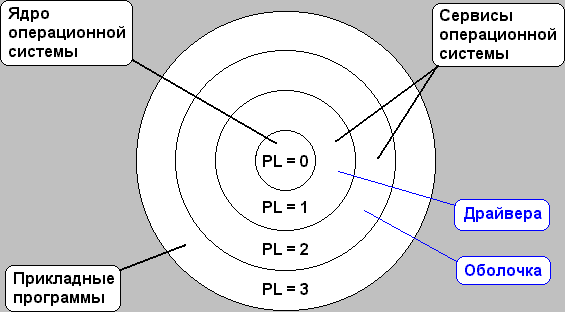 Ядро
операционной
системы
Сервисы
операционной
системы
PL = 0
PL = 1
Драйвера
PL = 2
Оболочка
Прикладные
программы
PL = 3